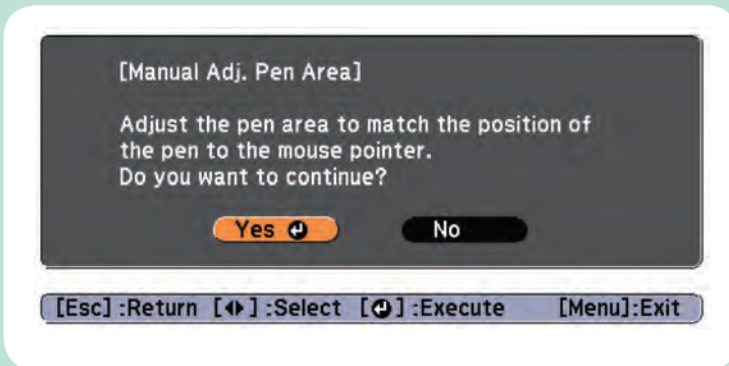 [Manual Adj. Pen Area]
Adjust the pen area to match the position of
the pen to the mouse pointer.
Do you want to continue?
Yes No
[Esc] :Return [◀▶] :Select [⏎] :Execute [Menu]:Exit